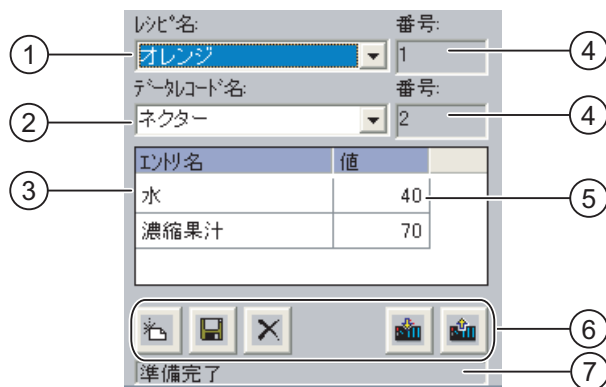 レシピ名: 番号:
① オレンジ 1 ④
データレコード名: 番号:
② ネクター 2 ④
③ エントリ名 値
水 40 ⑤
濃縮果汁 70
⑥
準備完了 ⑦